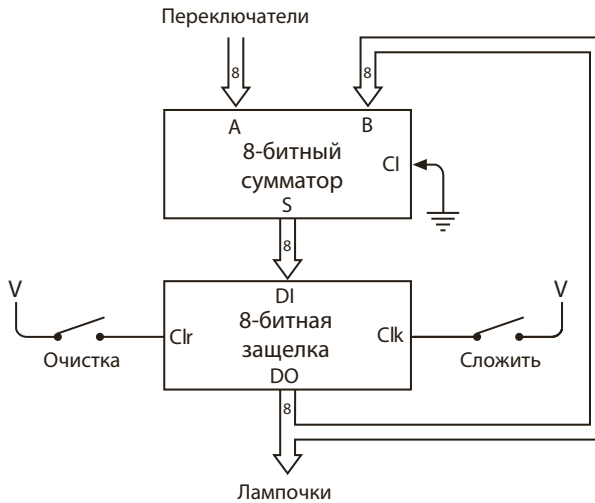 Переключатели
8
8
A
B
8-битный
сумматор
CI
S
8
V
V
DI
Clr
8-битная
защелка
Clk
Очистка
Сложить
DO
8
Лампочки